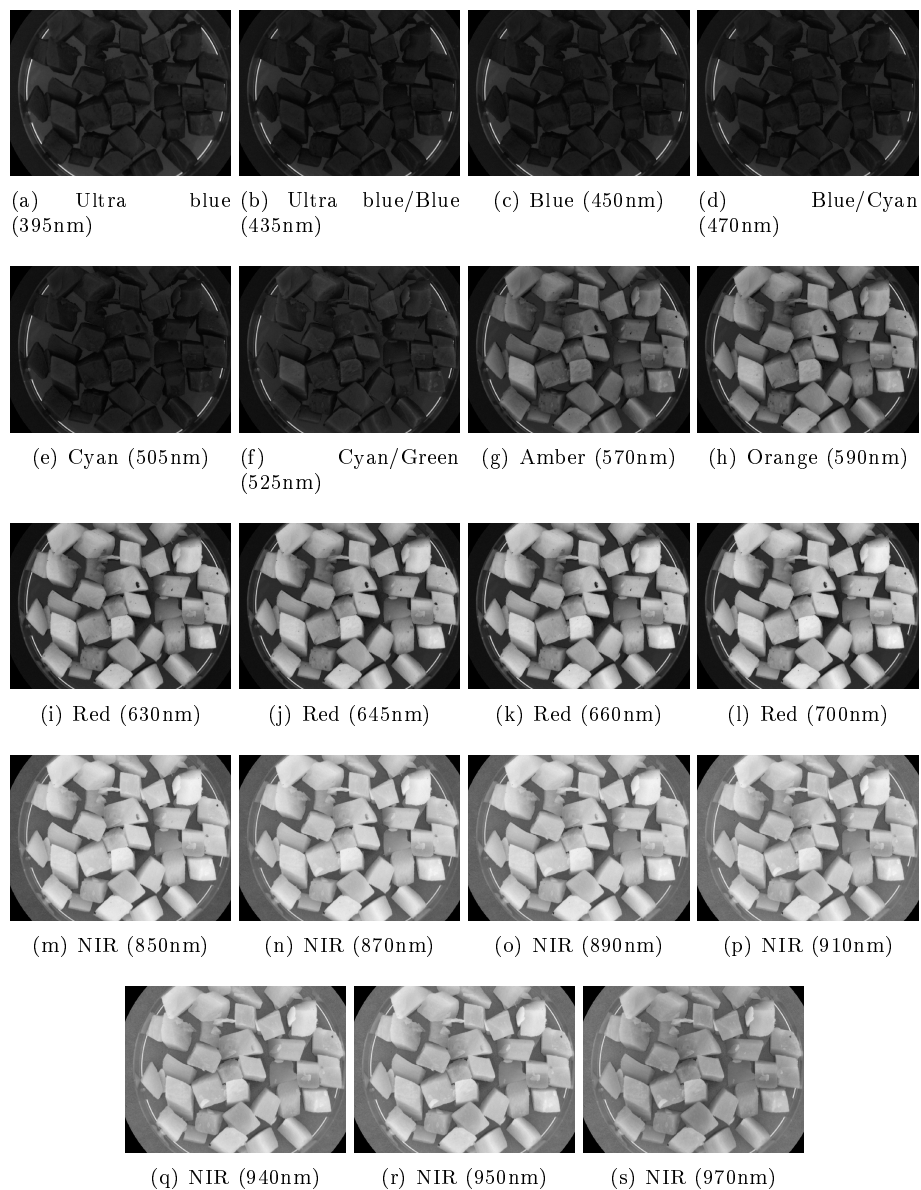 (a) Ultra blue (b) Ultra blue/Blue (c) Blue (450nm) (d) Blue/Cyan
(395nm) (435nm) (470nm)
(e) Cyan (505nm) (f) Cyan/Green (g) Amber (570nm) (h) Orange (590nm)
(525nm)
(i) Red (630nm) (j) Red (645nm) (k) Red (660nm) (l) Red (700nm)
(m) NIR (850nm) (n) NIR (870nm) (o) NIR (890nm) (p) NIR (910nm)
(q) NIR (940nm) (r) NIR (950nm) (s) NIR (970nm)